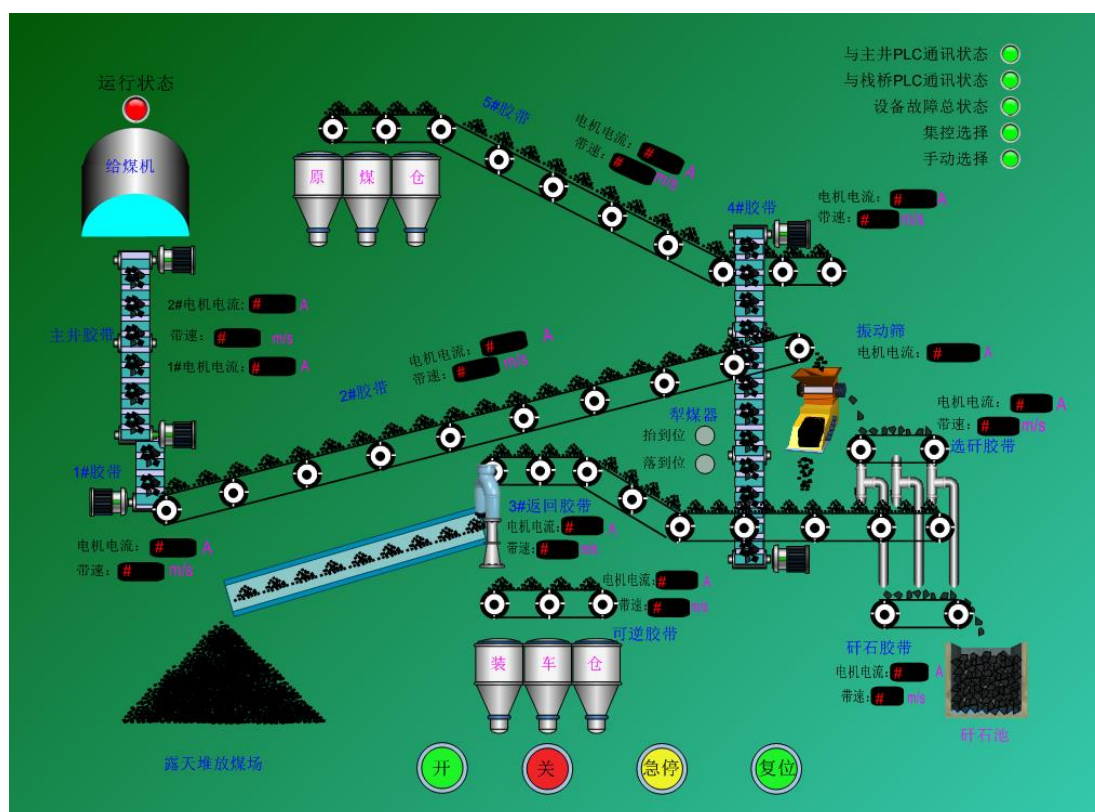 与主井PLC通讯状态
与栈桥PLC通讯状态
设备故障总状态
集控选择
手动选择
运行状态
给煤机
5#胶带
电机电流: # A
带速: # m/s
原 煤 仓
4#胶带
电机电流: # A
带速: # m/s
2#电机电流: # A
主井胶带
带速: # m/s
1#电机电流: # A
2#胶带
电机电流: # A
带速: # m/s
振动筛
电机电流: # A
犁煤器
抬到位
落到位
电机电流: # A
带速: # m/s
选矸胶带
1#胶带
电机电流: # A
带速: # m/s
3#返回胶带
电机电流: # A
带速: # m/s
电机电流: # A
带速: # m/s
可逆胶带
装 车 仓
矸石胶带
电机电流: # A
带速: # m/s
矸石池
露天堆放煤场
开
关
急停
复位